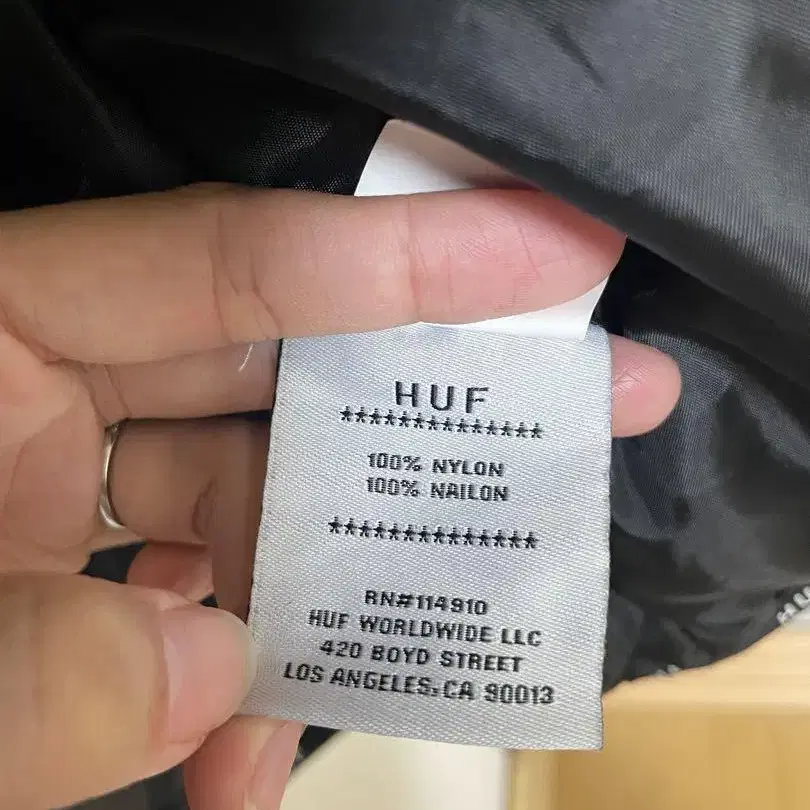 HUF
**************
100% NYLON
100% NAILON
**************
RN#114910
HUF WORLDWIDE LLC
420 BOYD STREET
LOS ANGELES, CA 90013